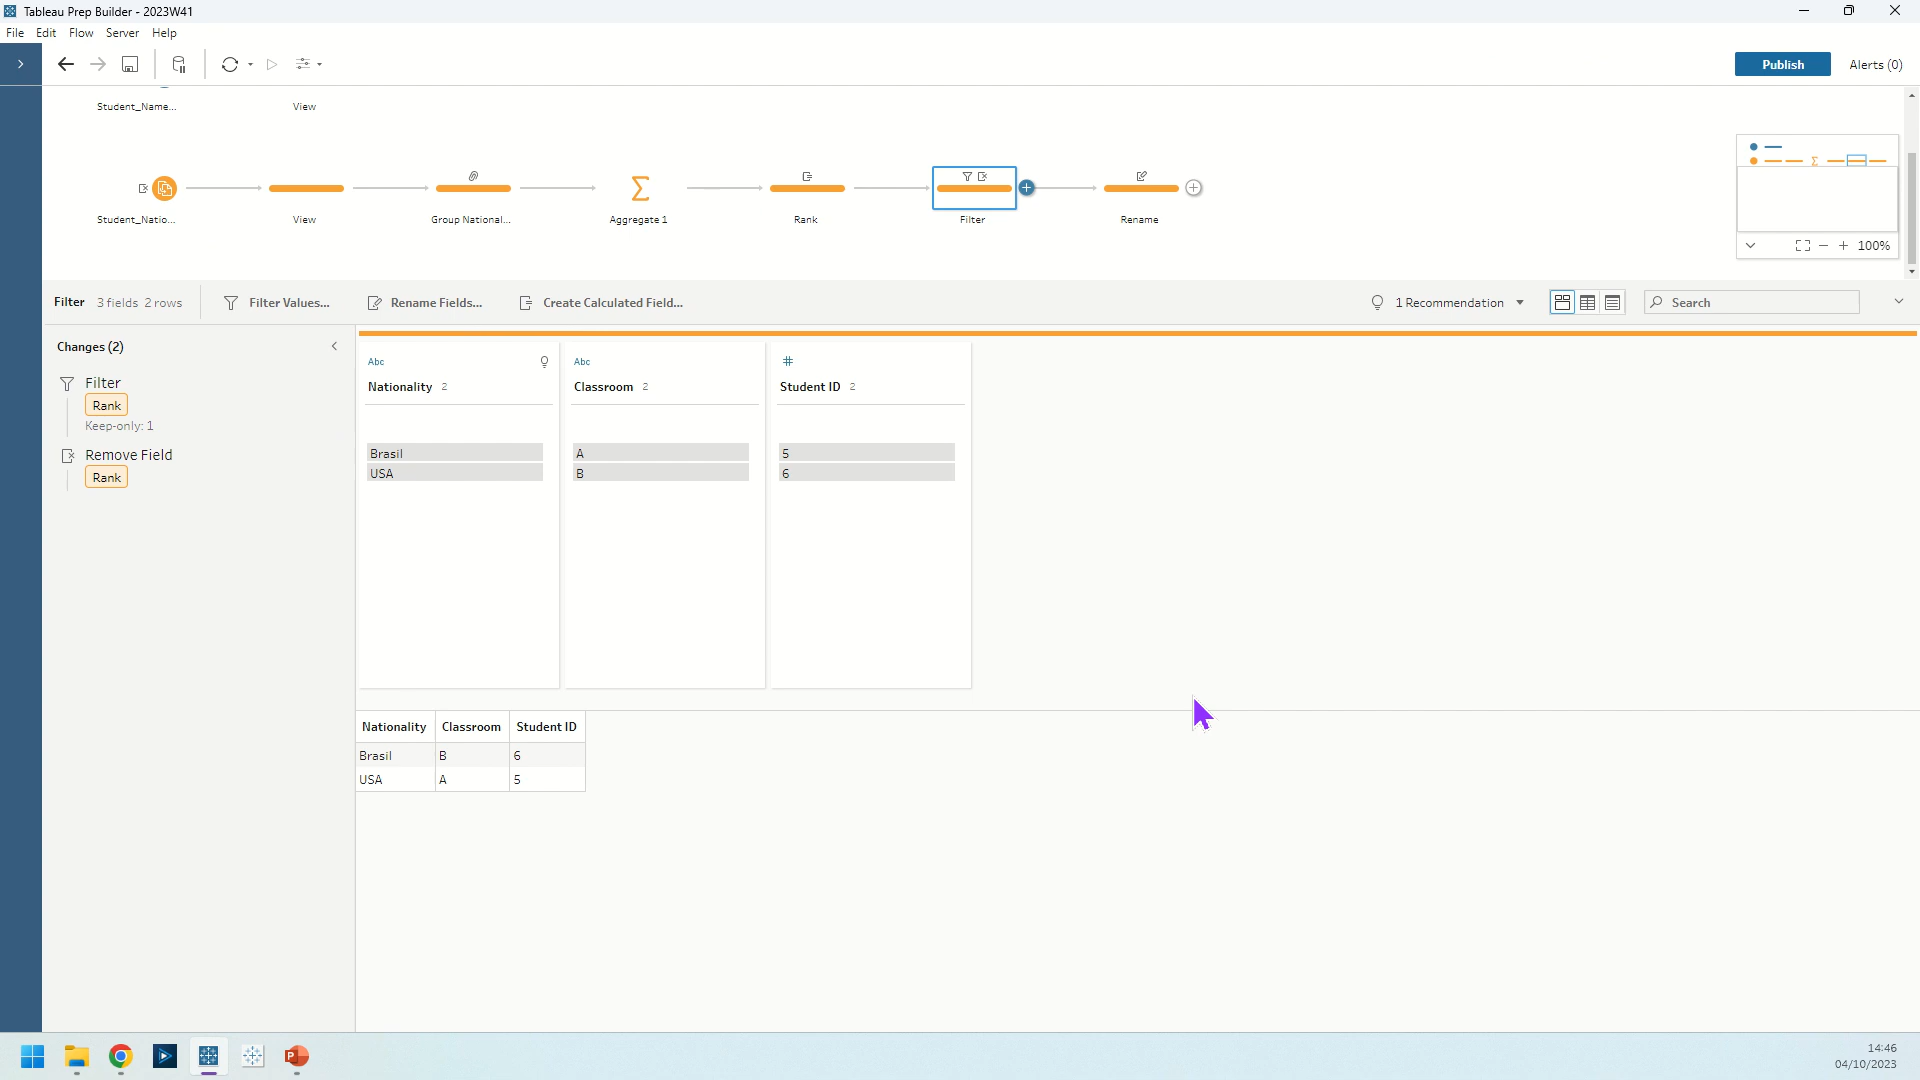 Tableau Prep Builder - 2023W41
File Edit Flow Server Help
Publish Alerts (0)
Student_Name... View
Student_Natio... View Group National... Aggregate 1 Rank Filter Rename
100%
Filter 3 fields 2 rows Filter Values... Rename Fields... Create Calculated Field... 1 Recommendation Search
Changes (2)
Filter
Rank
Keep-only: 1
Remove Field
Rank
Abc Abc #
Nationality 2 Classroom 2 Student ID 2
Brasil A 5
USA B 6
Nationality Classroom Student ID
Brasil B 6
USA A 5
14:46
04/10/2023